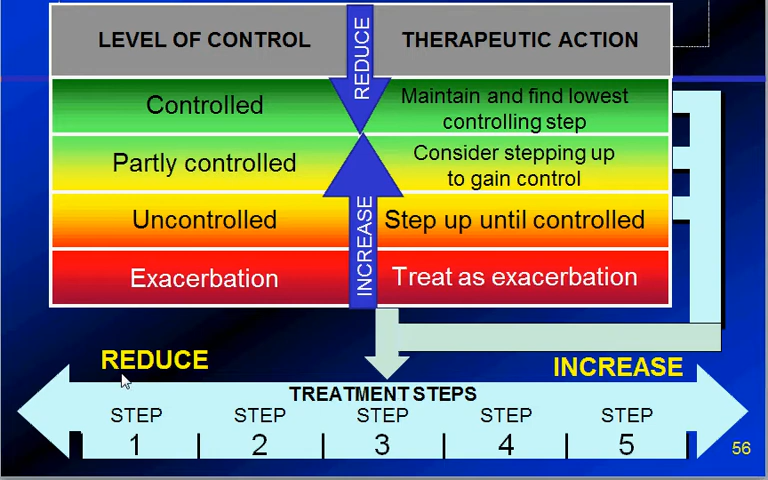 LEVEL OF CONTROL
REDUCE
THERAPEUTIC ACTION
Controlled
Maintain and find lowest
controlling step
Partly controlled
Consider stepping up
to gain control
INCREASE
Uncontrolled
Step up until controlled
Exacerbation
Treat as exacerbation
REDUCE
INCREASE
TREATMENT STEPS
STEP STEP STEP STEP STEP
1 2 3 4 5
56